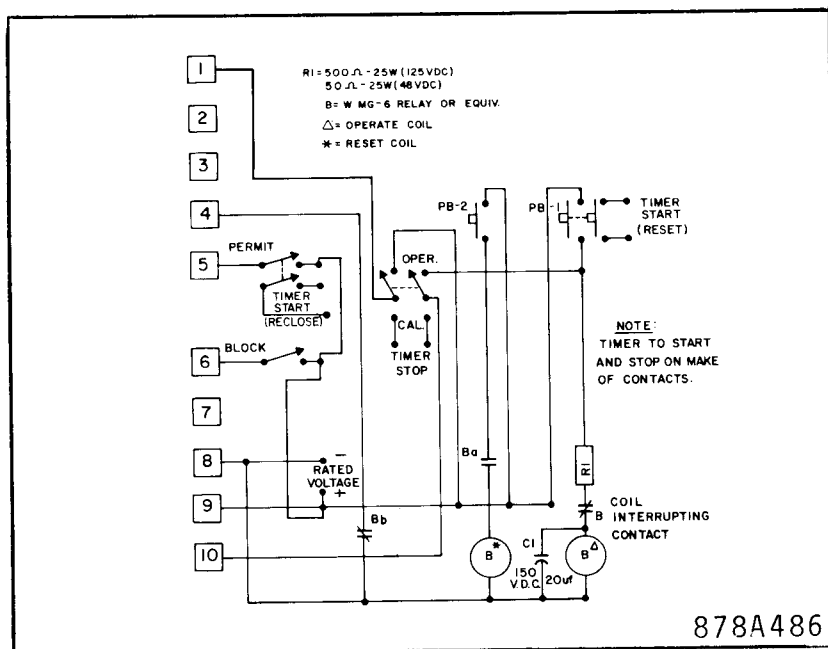 1
R1 = 500 Ω - 25W (125VDC)
50 Ω - 25W (48VDC)
B = W MG-6 RELAY OR EQUIV.
△ = OPERATE COIL
* = RESET COIL
2
3
4
PB-2
PB-1
TIMER
START
(RESET)
5
PERMIT
OPER.
TIMER
START
(RECLOSE)
CAL.
TIMER
STOP
NOTE:
TIMER TO START
AND STOP ON MAKE
OF CONTACTS.
6
BLOCK
7
8
−
RATED
VOLTAGE
+
9
Ba
R1
B
COIL
INTERRUPTING
CONTACT
Bb
10
B*
C1
150
V.D.C.
20uf
B△
878A486